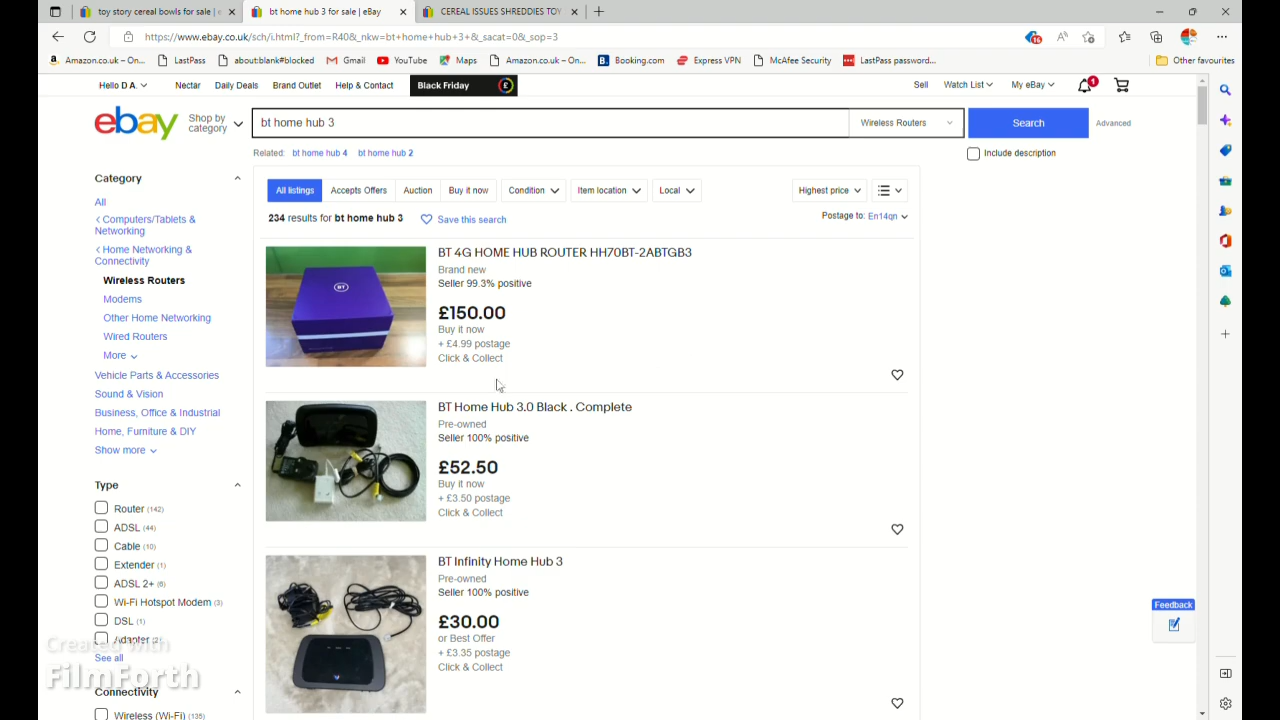 toy story cereal bowls for sale | e
bt home hub 3 for sale | eBay
CEREAL ISSUES SHREDDIES TOY
https://www.ebay.co.uk/sch/i.html?_from=R40&_nkw=bt+home+hub+3+&_sacat=0&_sop=3
16
Amazon.co.uk – On...
LastPass
about:blank#blocked
Gmail
YouTube
Maps
Amazon.co.uk – On...
Booking.com
Express VPN
McAfee Security
LastPass password...
Other favourites
Hello D A.
Nectar
Daily Deals
Brand Outlet
Help & Contact
Black Friday
Sell
Watch List
My eBay
1
ebay
Shop by
category
bt home hub 3
Wireless Routers
Search
Advanced
Related: bt home hub 4 bt home hub 2
Include description
Category
All
Computers/Tablets &
Networking
Home Networking &
Connectivity
Wireless Routers
Modems
Other Home Networking
Wired Routers
More
Vehicle Parts & Accessories
Sound & Vision
Business, Office & Industrial
Home, Furniture & DIY
Show more
Type
Router (142)
ADSL (44)
Cable (10)
Extender (1)
ADSL 2+ (6)
Wi-Fi Hotspot Modem (3)
DSL (1)
Adapter
See all
Connectivity
Wireless (Wi-Fi) (135)
All listings
Accepts Offers
Auction
Buy it now
Condition
Item location
Local
Highest price
234 results for bt home hub 3
Save this search
Postage to: En14qn
BT
BT 4G HOME HUB ROUTER HH70BT-2ABTGB3
Brand new
Seller 99.3% positive
£150.00
Buy it now
+ £4.99 postage
Click & Collect
BT Home Hub 3.0 Black . Complete
Pre-owned
Seller 100% positive
£52.50
Buy it now
+ £3.50 postage
Click & Collect
BT Infinity Home Hub 3
Pre-owned
Seller 100% positive
£30.00
or Best Offer
+ £3.35 postage
Click & Collect
Feedback
Created with
FilmForth